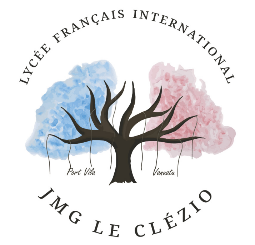 LYCÉE FRANÇAIS INTERNATIONAL
Port Vila Vanuatu
JMG LE CLÉZIO